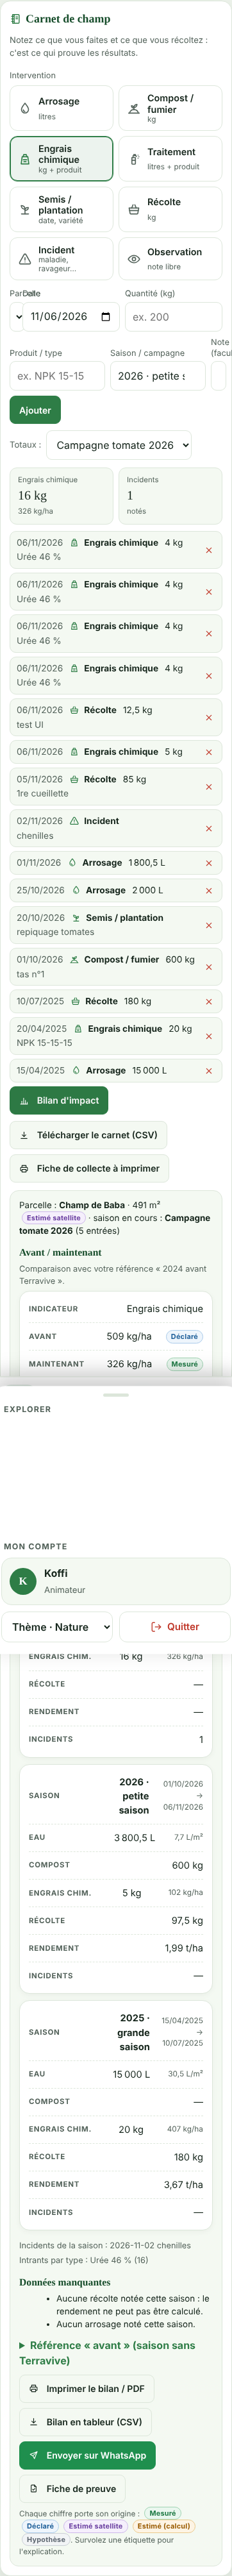 Carnet de champ
Notez ce que vous faites et ce que vous récoltez :
c'est ce qui prouve les résultats.
Intervention
Arrosage
litres
Compost /
fumier
kg
Engrais
chimique
kg + produit
Traitement
litres + produit
Semis /
plantation
date, variété
Récolte
kg
Incident
maladie,
ravageur…
Observation
note libre
Date
Quantité (kg)
11/06/2026
ex. 200
Produit / type
Saison / campagne
Note
(facul
ex. NPK 15-15
2026 · petite s
Ajouter
Totaux :
Campagne tomate 2026
Engrais chimique
16 kg
326 kg/ha
Incidents
1
notés
06/11/2026 Engrais chimique 4 kg
Urée 46 %
06/11/2026 Engrais chimique 4 kg
Urée 46 %
06/11/2026 Engrais chimique 4 kg
Urée 46 %
06/11/2026 Engrais chimique 4 kg
Urée 46 %
06/11/2026 Récolte 12,5 kg
test UI
06/11/2026 Engrais chimique 5 kg
05/11/2026 Récolte 85 kg
1re cueillette
02/11/2026 Incident
chenilles
01/11/2026 Arrosage 1 800,5 L
25/10/2026 Arrosage 2 000 L
20/10/2026 Semis / plantation
repiquage tomates
01/10/2026 Compost / fumier 600 kg
tas n°1
10/07/2025 Récolte 180 kg
20/04/2025 Engrais chimique 20 kg
NPK 15-15-15
15/04/2025 Arrosage 15 000 L
Bilan d'impact
Télécharger le carnet (CSV)
Fiche de collecte à imprimer
Parcelle : Champ de Baba · 491 m²
Estimé satellite · saison en cours : Campagne
tomate 2026 (5 entrées)
Avant / maintenant
Comparaison avec votre référence « 2024 avant
Terravive ».
INDICATEUR Engrais chimique
AVANT 509 kg/ha Déclaré
MAINTENANT 326 kg/ha Mesuré
EXPLORER
MON COMPTE
K
Koffi
Animateur
Thème · Nature
Quitter
ENGRAIS CHIM. 16 kg 326 kg/ha
RÉCOLTE —
RENDEMENT —
INCIDENTS 1
SAISON 2026 · petite saison 01/10/2026 → 06/11/2026
EAU 3 800,5 L 7,7 L/m²
COMPOST 600 kg
ENGRAIS CHIM. 5 kg 102 kg/ha
RÉCOLTE 97,5 kg
RENDEMENT 1,99 t/ha
INCIDENTS —
SAISON 2025 · grande saison 15/04/2025 → 10/07/2025
EAU 15 000 L 30,5 L/m²
COMPOST —
ENGRAIS CHIM. 20 kg 407 kg/ha
RÉCOLTE 180 kg
RENDEMENT 3,67 t/ha
INCIDENTS —
Incidents de la saison : 2026-11-02 chenilles
Intrants par type : Urée 46 % (16)
Données manquantes
• Aucune récolte notée cette saison : le
rendement ne peut pas être calculé.
• Aucun arrosage noté cette saison.
Référence « avant » (saison sans
Terravive)
Imprimer le bilan / PDF
Bilan en tableur (CSV)
Envoyer sur WhatsApp
Fiche de preuve
Chaque chiffre porte son origine : Mesuré
Déclaré Estimé satellite Estimé (calcul)
Hypothèse . Survolez une étiquette pour
l'explication.